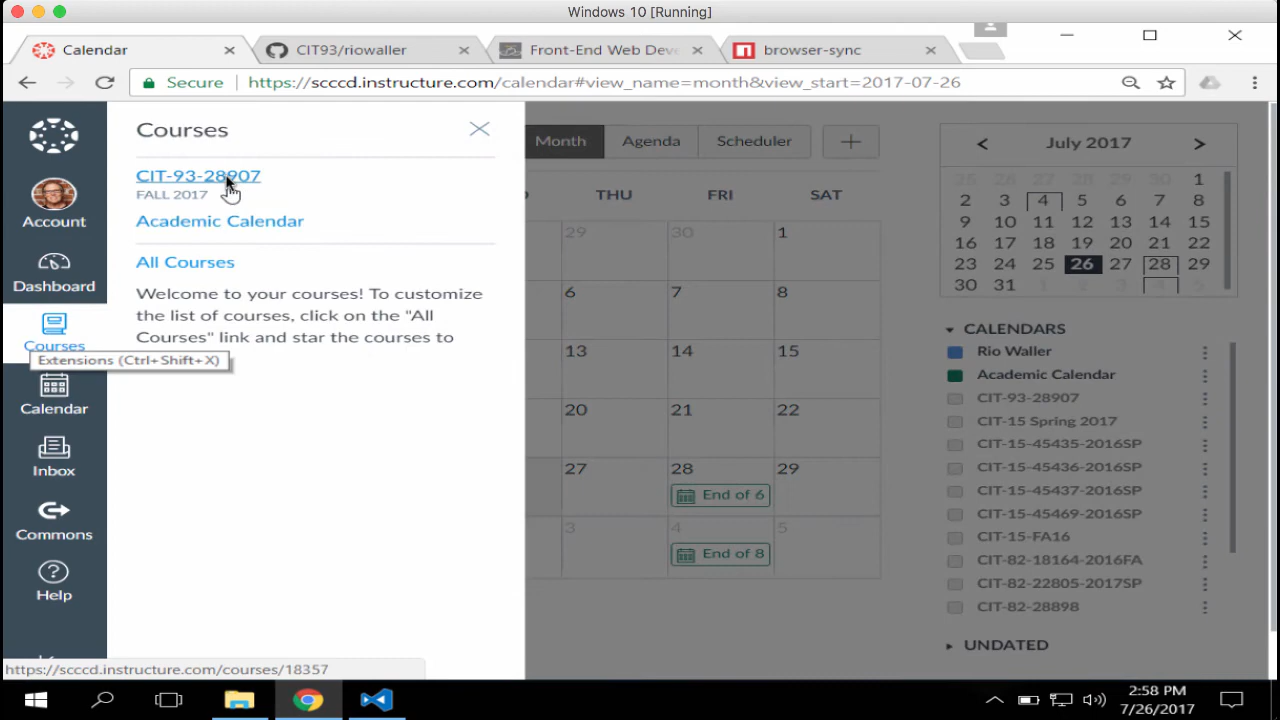 Windows 10 [Running]
Calendar
CIT93/riowaller
Front-End Web Deve
browser-sync
Secure https://scccd.instructure.com/calendar#view_name=month&view_start=2017-07-26
Courses
CIT-93-28907
FALL 2017
Academic Calendar
All Courses
Welcome to your courses! To customize
the list of courses, click on the "All
Courses" link and star the courses to
Account
Dashboard
Courses
Extensions (Ctrl+Shift+X)
Calendar
Inbox
Commons
Help
Month Agenda Scheduler
THU FRI SAT
29 30 1
6 7 8
13 14 15
20 21 22
27 28 29
End of 6
3 4 5
End of 8
July 2017
25 26 27 28 29 30 1
2 3 4 5 6 7 8
9 10 11 12 13 14 15
16 17 18 19 20 21 22
23 24 25 26 27 28 29
30 31 1 2 3 4 5
CALENDARS
Rio Waller
Academic Calendar
CIT-93-28907
CIT-15 Spring 2017
CIT-15-45435-2016SP
CIT-15-45436-2016SP
CIT-15-45437-2016SP
CIT-15-45469-2016SP
CIT-15-FA16
CIT-82-18164-2016FA
CIT-82-22805-2017SP
CIT-82-28898
UNDATED
https://scccd.instructure.com/courses/18357
2:58 PM
7/26/2017